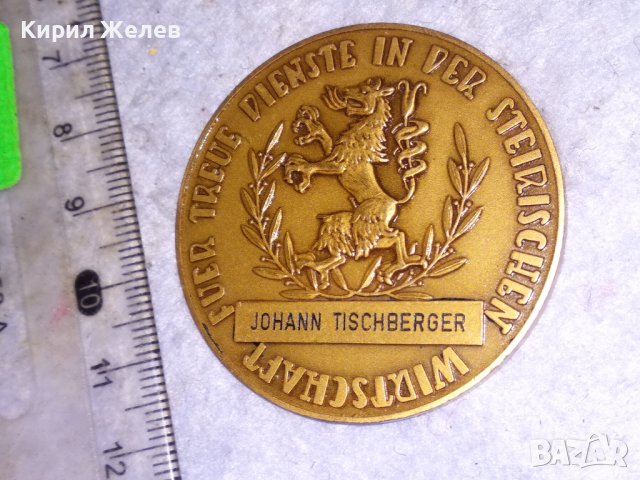 Кирил Желев
FUER TREUE DIENSTE IN DER STEIRISCHEN WIRTSCHAFT
JOHANN TISCHBERGER
7
8
9
10
11
12
BAZAR